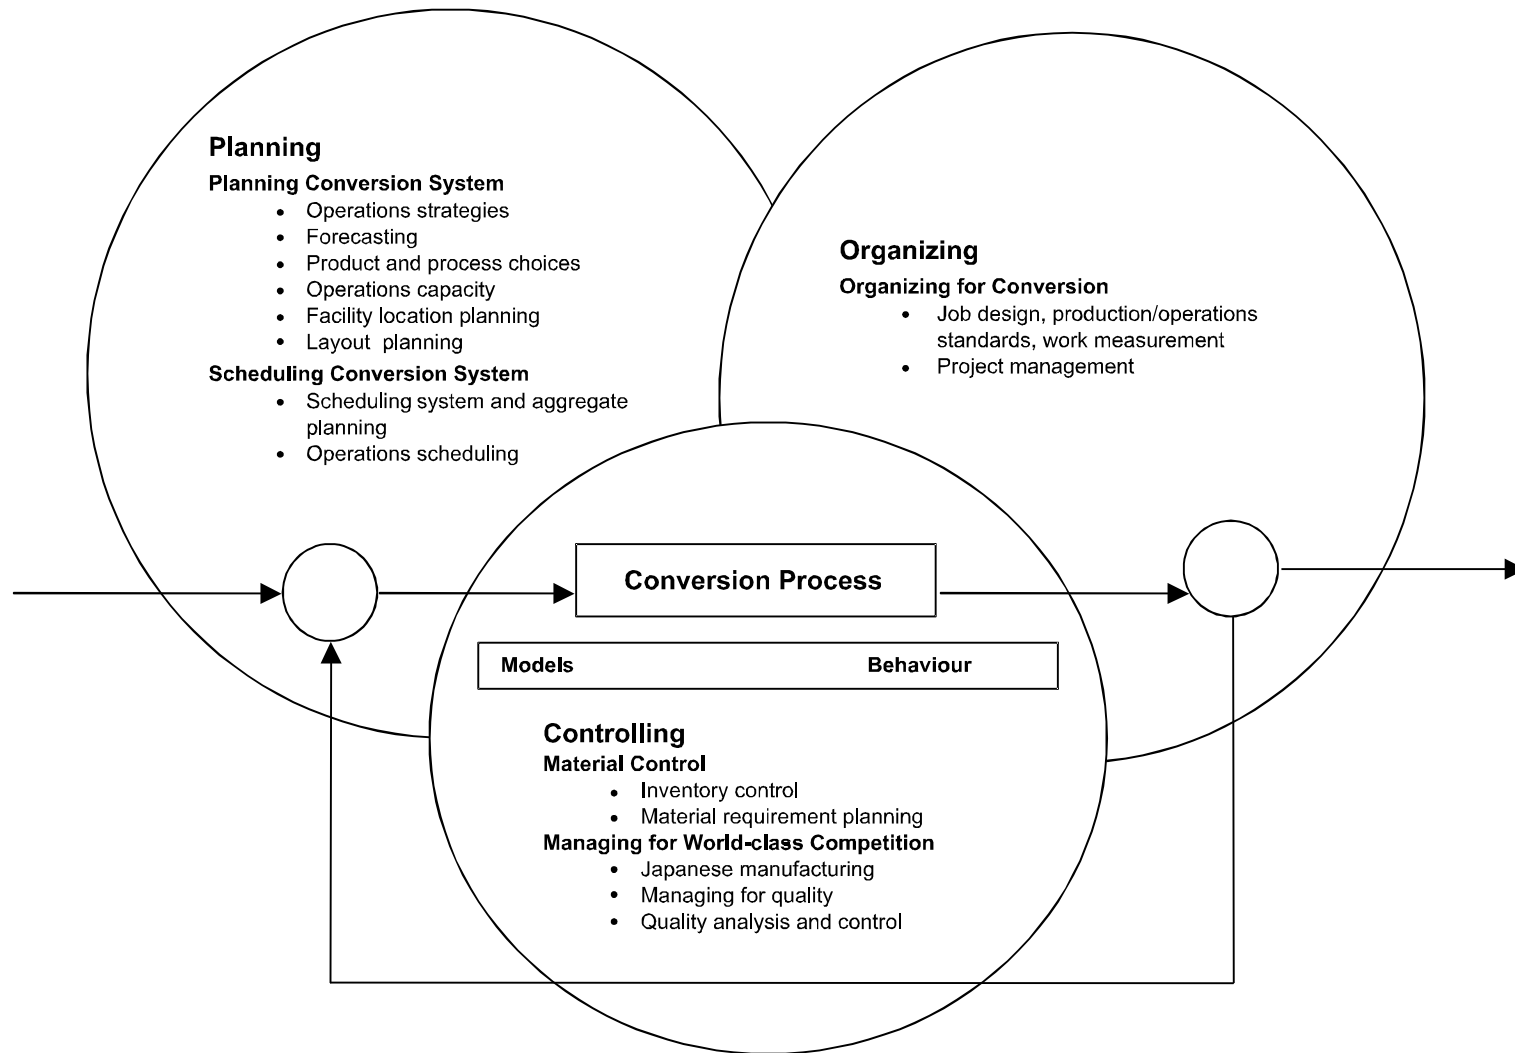 Planning
Planning Conversion System
• Operations strategies
• Forecasting
• Product and process choices
• Operations capacity
• Facility location planning
• Layout planning
Scheduling Conversion System
• Scheduling system and aggregate
planning
• Operations scheduling
Organizing
Organizing for Conversion
• Job design, production/operations
standards, work measurement
• Project management
Conversion Process
Models Behaviour
Controlling
Material Control
• Inventory control
• Material requirement planning
Managing for World-class Competition
• Japanese manufacturing
• Managing for quality
• Quality analysis and control